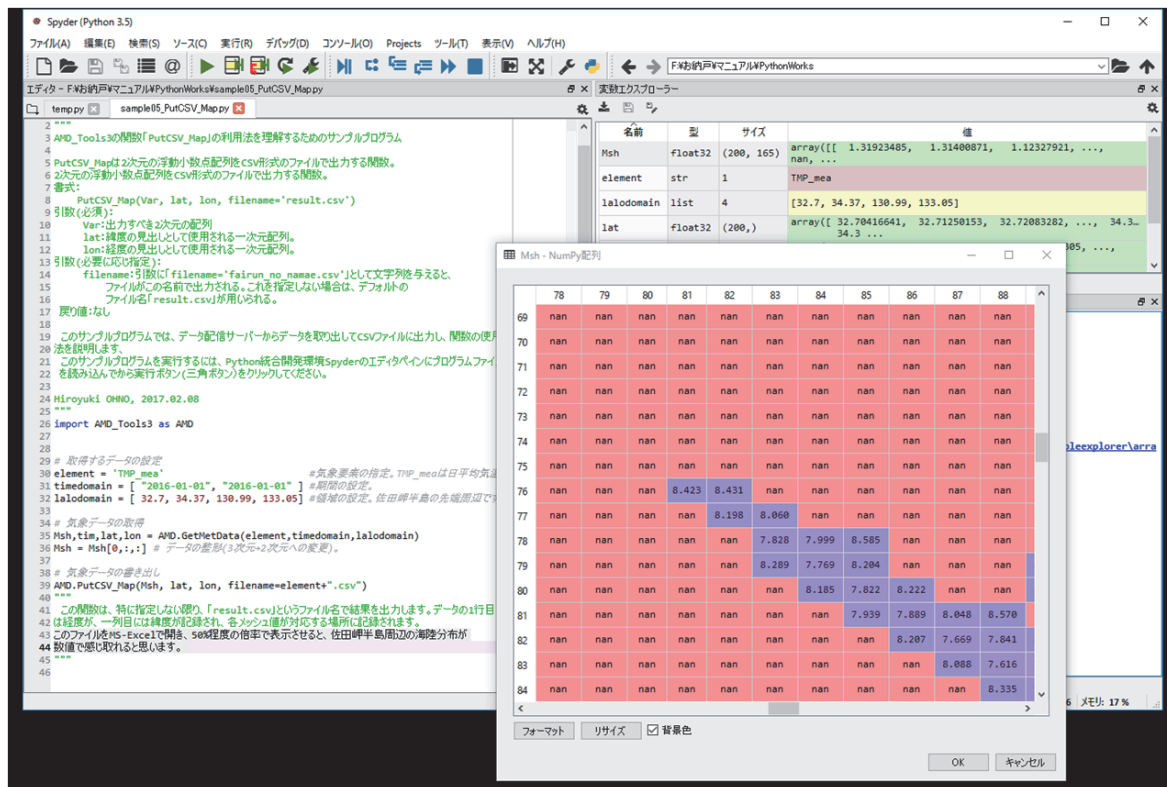 Spyder (Python 3.5)
ファイル(A) 編集(E) 検索(S) ソース(C) 実行(R) デバッグ(D) コンソール(O) Projects ツール(T) 表示(V) ヘルプ(H)
F:¥お納戸¥マニュアル¥PythonWorks
エディタ - F:¥お納戸¥マニュアル¥PythonWorks¥sample05_PutCSV_Map.py
temp.py sample05_PutCSV_Map.py
2 """
3 AMD_Tools3の関数「PutCSV_Map」の利用法を理解するためのサンプルプログラム
4
5 PutCSV_Mapは2次元の浮動小数点配列をCSV形式のファイルで出力する関数。
6 2次元の浮動小数点配列をCSV形式のファイルで出力する関数。
7 書式:
8 PutCSV_Map(Var, lat, lon, filename='result.csv')
9 引数(必須):
10 Var:出力すべき2次元の配列
11 lat:緯度の見出しとして使用される一次元配列。
12 lon:経度の見出しとして使用される一次元配列。
13 引数(必要に応じ指定):
14 filename:引数に「filename='fairun_no_namae.csv'」として文字列を与えると、
15 ファイルがこの名前で出力される。これを指定しない場合は、デフォルトの
16 ファイル名「result.csv」が用いられる。
17 戻り値:なし
18
19 このサンプルプログラムでは、データ配信サーバーからデータを取り出してCSVファイルに出力し、関数の使用
20 法を説明します、
21 このサンプルプログラムを実行するには、Python統合開発環境Spyderのエディタペインにプログラムファイ
22 を読み込んでから実行ボタン(三角ボタン)をクリックしてください。
23
24 Hiroyuki OHNO, 2017.02.08
25 """
26 import AMD_Tools3 as AMD
27
28
29 # 取得するデータの設定
30 element = 'TMP_mea' #気象要素の指定。TMP_meaは日平均気温
31 timedomain = [ "2016-01-01", "2016-01-01" ] #期間の設定。
32 lalodomain = [ 32.7, 34.37, 130.99, 133.05] #領域の設定。佐田岬半島の先端周辺で
33
34 # 気象データの取得
35 Msh,tim,lat,lon = AMD.GetMetData(element,timedomain,lalodomain)
36 Msh = Msh[0,:,:] # データの整形(3次元→2次元への変更)。
37
38 # 気象データの書き出し
39 AMD.PutCSV_Map(Msh, lat, lon, filename=element+".csv")
40 """
41 この関数は、特に指定しない限り、「result.csv」というファイル名で結果を出力します。データの1行目
42 は経度が、一列目には緯度が記録され、各メッシュ値が対応する場所に記録されます。
43 このファイルをMS-Excelで開き、50%程度の倍率で表示させると、佐田岬半島周辺の海陸分布が
44 数値で感じ取れると思います。
45 """
46
変数エクスプローラー
名前 型 サイズ 値
Msh float32 (200, 165) array([[ 1.31923485, 1.31400871, 1.12327921, ...,
nan, ...
element str 1 TMP_mea
lalodomain list 4 [32.7, 34.37, 130.99, 133.05]
lat float32 (200,) array([ 32.70416641, 32.71250153, 32.72083282, ..., 34.3…
34.3 ...
305, ...,
Msh - NumPy配列
78 79 80 81 82 83 84 85 86 87 88
69 nan nan nan nan nan nan nan nan nan nan nan
70 nan nan nan nan nan nan nan nan nan nan nan
71 nan nan nan nan nan nan nan nan nan nan nan
72 nan nan nan nan nan nan nan nan nan nan nan
73 nan nan nan nan nan nan nan nan nan nan nan
74 nan nan nan nan nan nan nan nan nan nan nan
75 nan nan nan nan nan nan nan nan nan nan nan
76 nan nan nan 8.423 8.431 nan nan nan nan nan nan
77 nan nan nan nan 8.198 8.060 nan nan nan nan nan
78 nan nan nan nan nan 7.828 7.999 8.585 nan nan nan
79 nan nan nan nan nan 8.289 7.769 8.204 nan nan nan
80 nan nan nan nan nan nan 8.185 7.822 8.222 nan nan
81 nan nan nan nan nan nan nan 7.939 7.889 8.048 8.570
82 nan nan nan nan nan nan nan nan 8.207 7.669 7.841
83 nan nan nan nan nan nan nan nan nan 8.088 7.616
84 nan nan nan nan nan nan nan nan nan nan 8.335
フォーマット リサイズ 背景色
OK キャンセル
pleexplorer\arra
6 メモリ: 17 %